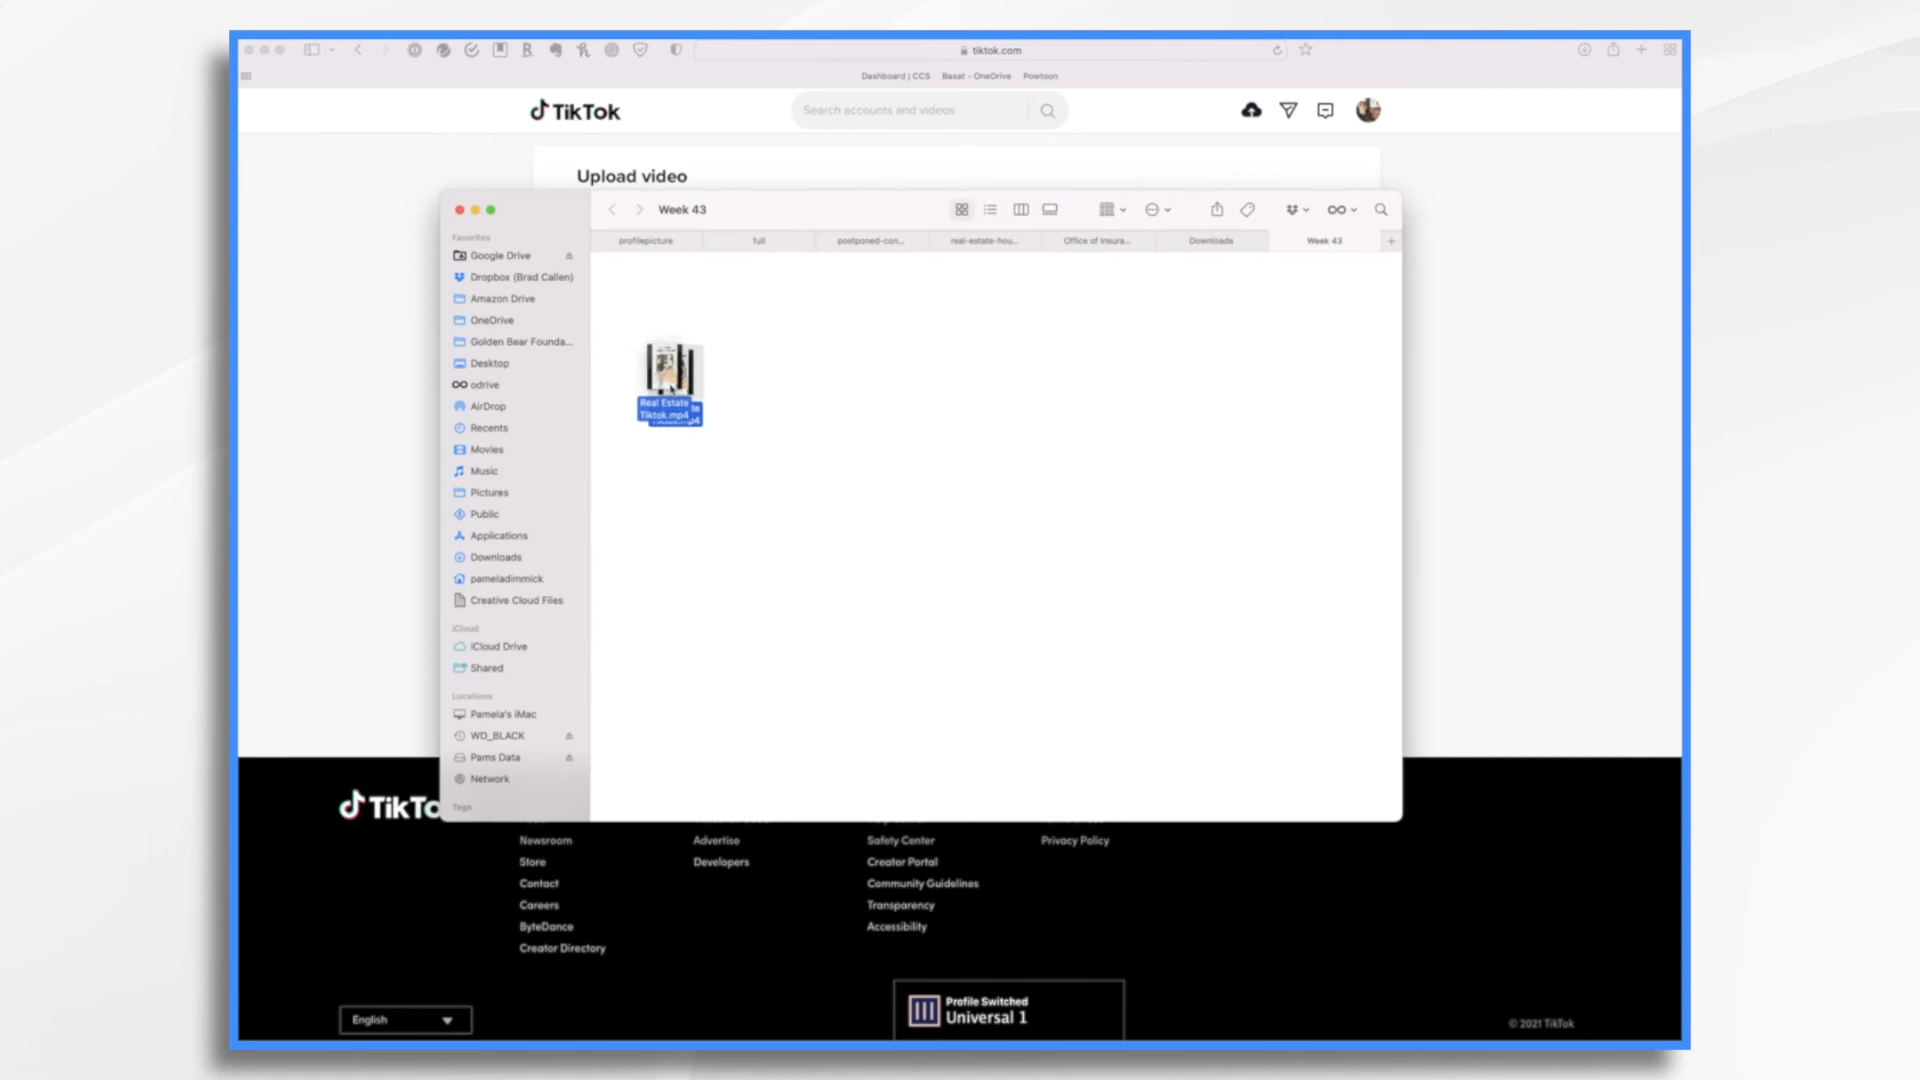 tiktok.com
Dashboard | CCS
Basat - OneDrive
Powtoon
TikTok
Search accounts and videos
Upload video
Week 43
profilepicture
full
postponed-con...
real-estate-hou...
Office of Insura...
Downloads
Week 43
Favorites
Google Drive
Dropbox (Brad Callen)
Amazon Drive
OneDrive
Golden Bear Founda...
Desktop
odrive
AirDrop
Recents
Movies
Music
Pictures
Public
Applications
Downloads
pameladimmick
Creative Cloud Files
iCloud
iCloud Drive
Shared
Locations
Pamela's iMac
WD_BLACK
Pams Data
Network
Tags
Real Estate
Tiktok.mp4
TikTo
Newsroom
Store
Contact
Careers
ByteDance
Creator Directory
Advertise
Developers
Safety Center
Creator Portal
Community Guidelines
Transparency
Accessibility
Privacy Policy
English
Profile Switched
Universal 1
© 2021 TikTok